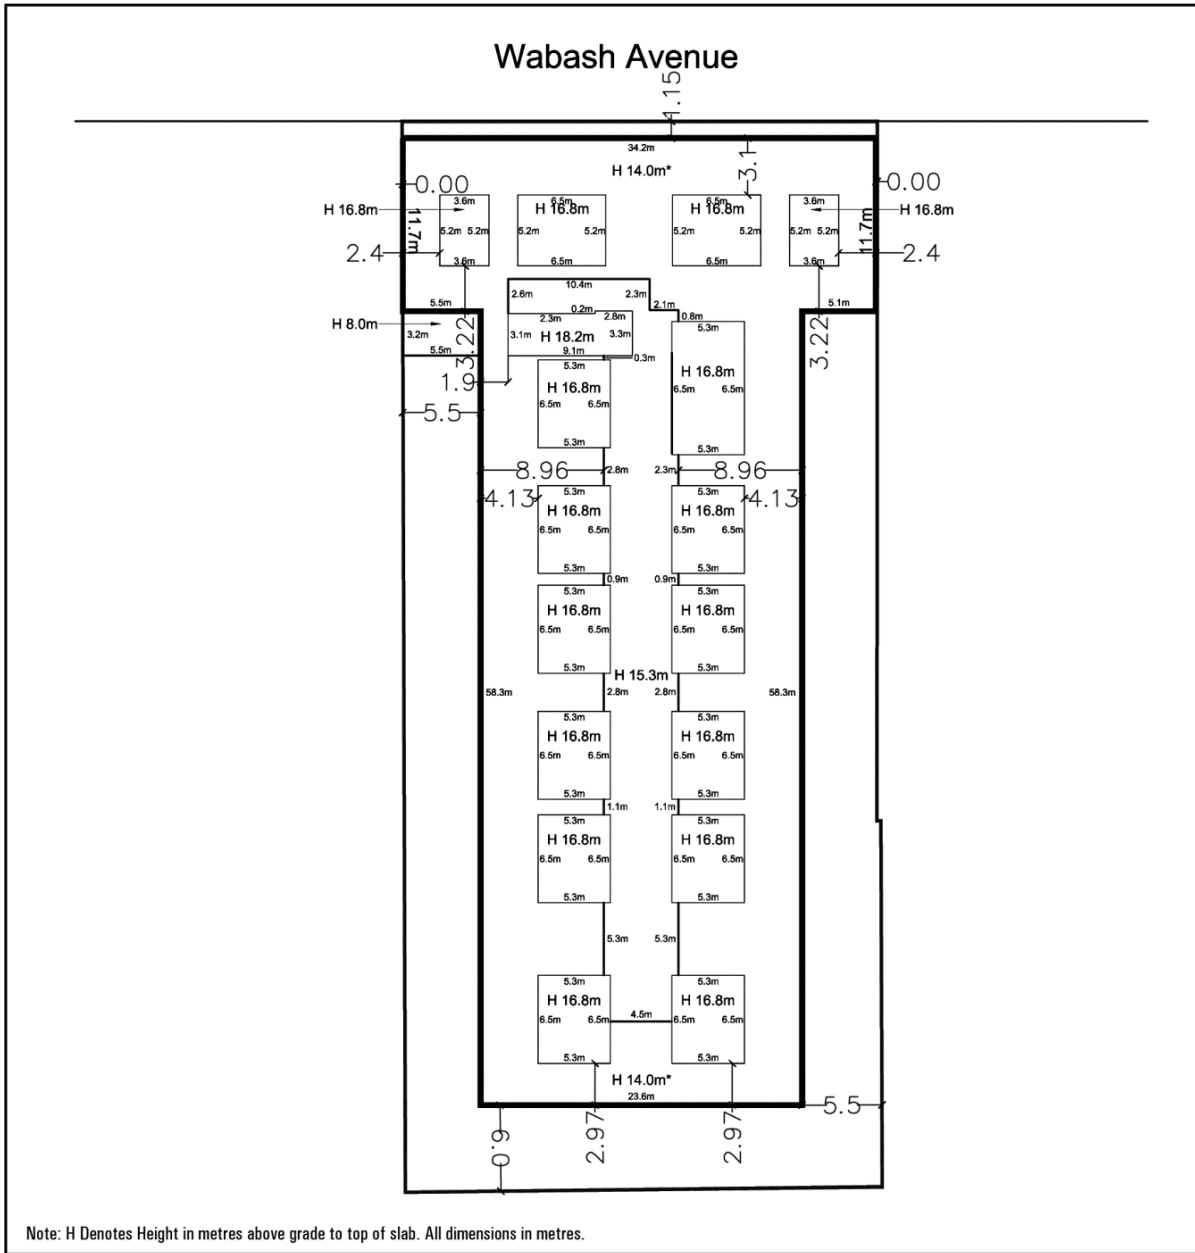 Wabash Avenue
1.15
34.2m
H 14.0m*
3.1
0.00
0.00
3.6m
6.5m
6.5m
3.6m
H 16.8m
H 16.8m
H 16.8m
H 16.8m
11.7m
5.2m 5.2m
5.2m 5.2m
5.2m 5.2m
5.2m 5.2m
11.7m
2.4
2.4
3.6m
6.5m
6.5m
3.6m
10.4m
2.6m
2.3m
5.5m
2.1m
5.1m
0.2m
2.3m
2.8m
0.8m
H 8.0m
3.2m
3.22
3.1m
H 18.2m
3.3m
5.3m
3.22
5.5m
9.1m
0.3m
5.3m
H 16.8m
1.9
H 16.8m
6.5m 6.5m
6.5m 6.5m
5.5
5.3m
5.3m
8.96
2.8m
2.3m
8.96
4.13
5.3m
5.3m
4.13
H 16.8m
H 16.8m
6.5m 6.5m
6.5m 6.5m
5.3m
5.3m
0.9m
0.9m
5.3m
5.3m
H 16.8m
H 16.8m
6.5m 6.5m
6.5m 6.5m
5.3m
5.3m
H 15.3m
58.3m
2.8m
2.8m
58.3m
5.3m
5.3m
H 16.8m
H 16.8m
6.5m 6.5m
6.5m 6.5m
5.3m
5.3m
1.1m
1.1m
5.3m
5.3m
H 16.8m
H 16.8m
6.5m 6.5m
6.5m 6.5m
5.3m
5.3m
5.3m
5.3m
5.3m
5.3m
H 16.8m
H 16.8m
6.5m 6.5m
4.5m
6.5m 6.5m
5.3m
5.3m
H 14.0m*
23.6m
5.5
6.0
2.97
2.97
Note: H Denotes Height in metres above grade to top of slab. All dimensions in metres.